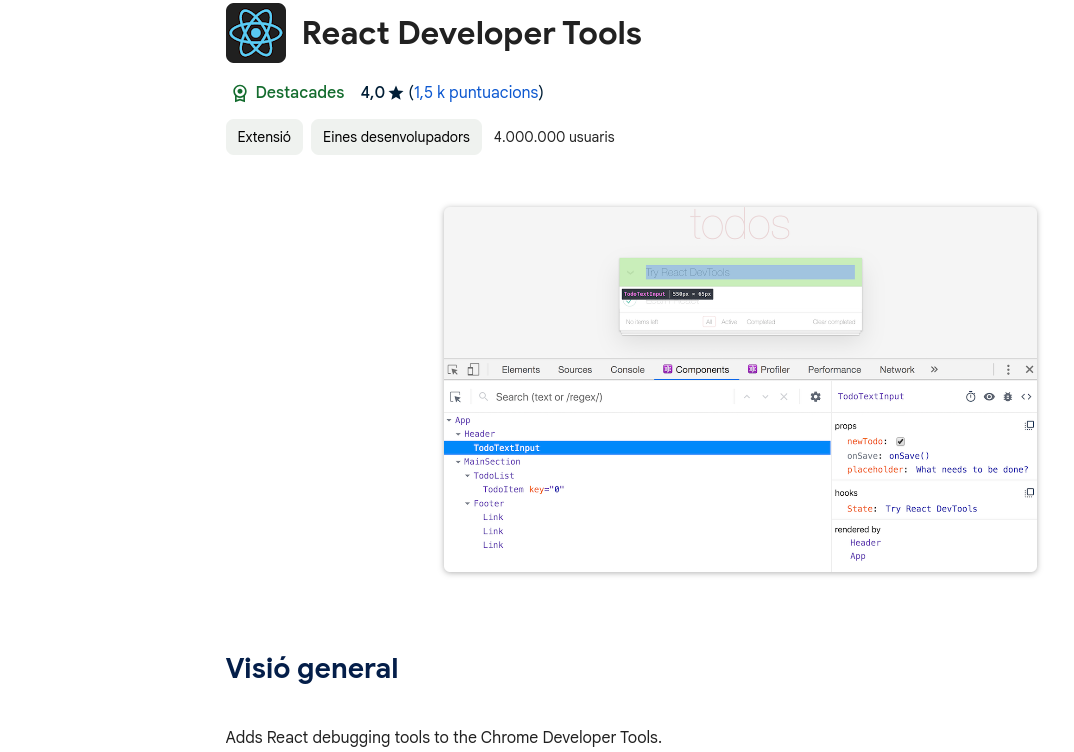 React Developer Tools
Destacades 4,0 ★ (1,5 k puntuacions)
Extensió Eines desenvolupadors 4.000.000 usuaris
todos
Try React DevTools
TodoTextInput | 550px × 65px
No items left All Active Completed Clear completed
Elements Sources Console Components Profiler Performance Network »
Search (text or /regex/)
App
Header
TodoTextInput
MainSection
TodoList
TodoItem key="0"
Footer
Link
Link
Link
TodoTextInput
props
newTodo:
onSave: onSave()
placeholder: What needs to be done?
hooks
State: Try React DevTools
rendered by
Header
App
Visió general
Adds React debugging tools to the Chrome Developer Tools.